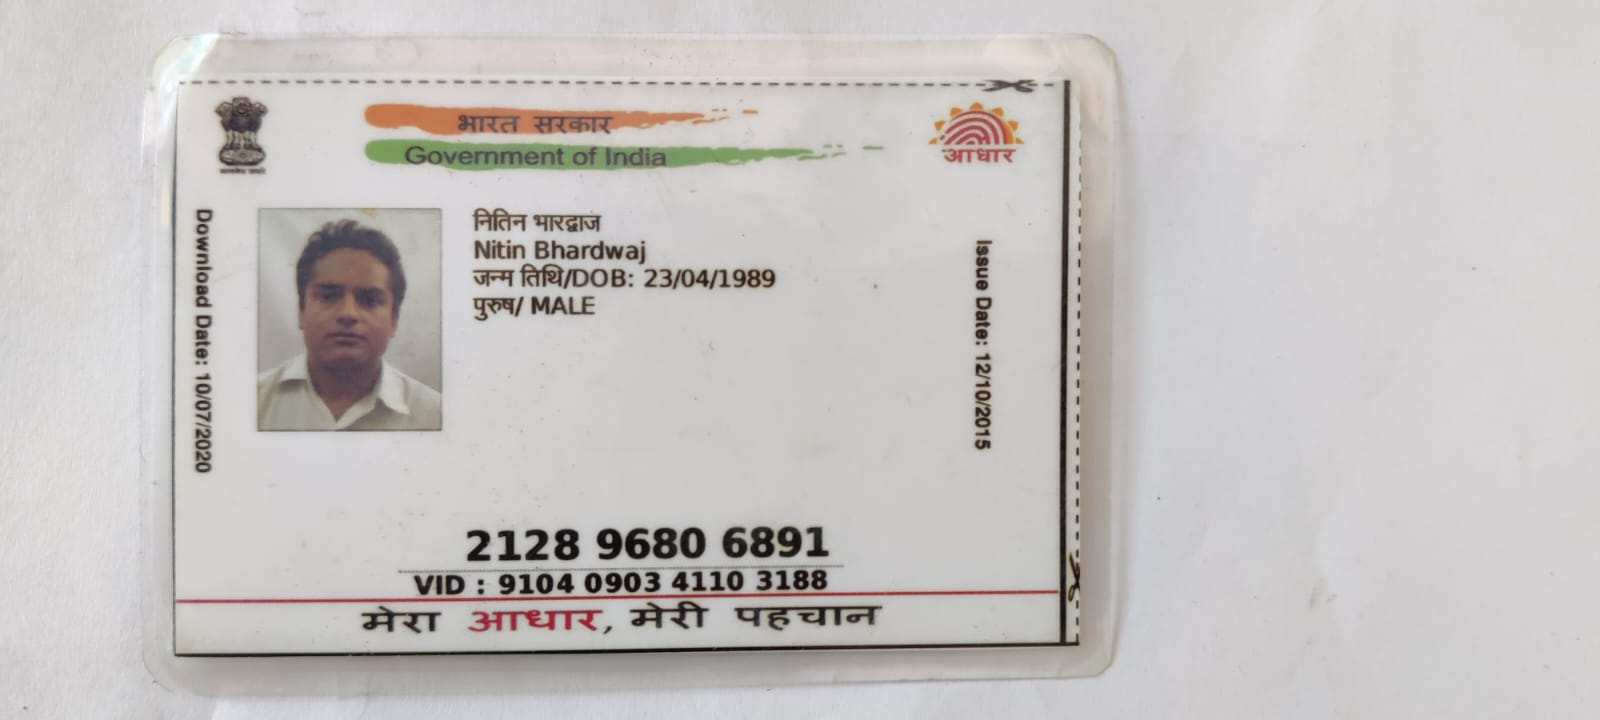 भारत सरकार
Government of India
आधार
नितिन भारद्वाज
Nitin Bhardwaj
जन्म तिथि/DOB: 23/04/1989
पुरुष/ MALE
Download Date: 10/07/2020
Issue Date: 12/10/2015
2128 9680 6891
VID : 9104 0903 4110 3188
मेरा आधार, मेरी पहचान